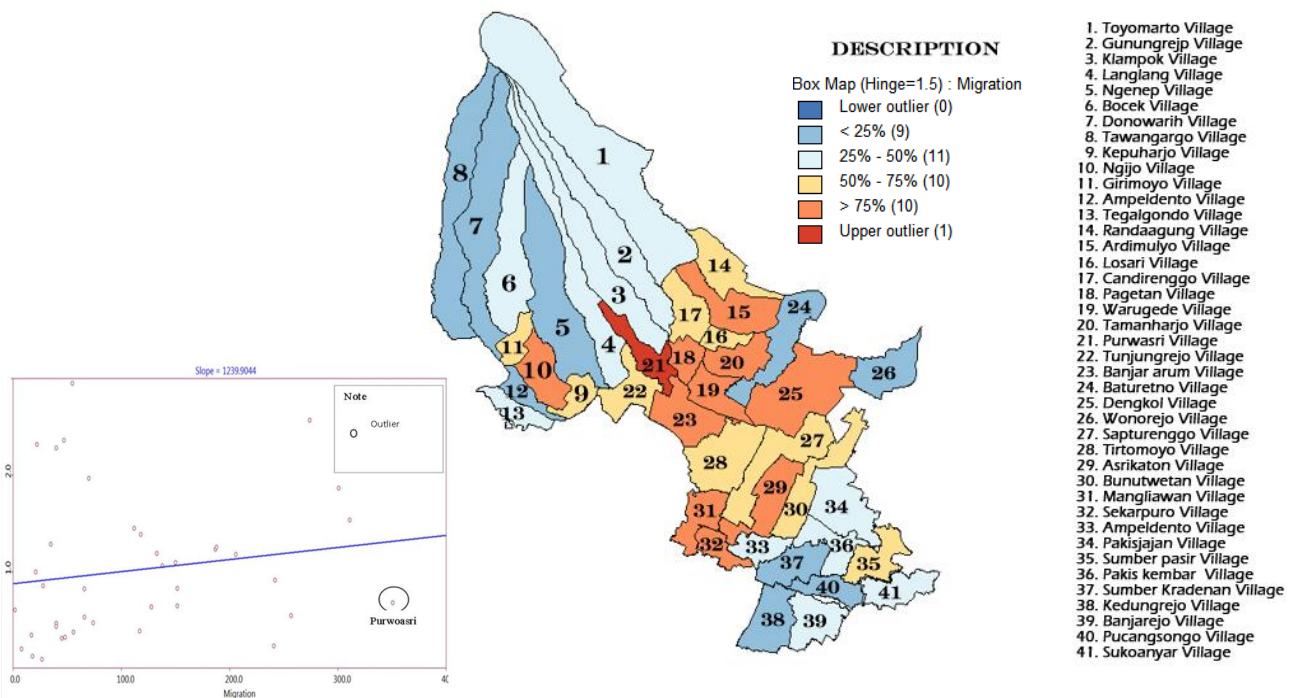 DESCRIPTION
Box Map (Hinge=1.5) : Migration
Lower outlier (0)
< 25% (9)
25% - 50% (11)
50% - 75% (10)
> 75% (10)
Upper outlier (1)
1. Toyomarto Village
2. Gunungrejp Village
3. Klampok Village
4. Langlang Village
5. Ngenep Village
6. Bocek Village
7. Donowarih Village
8. Tawangargo Village
9. Kepuharjo Village
10. Ngijo Village
11. Girimoyo Village
12. Ampeldento Village
13. Tegalgondo Village
14. Randaagung Village
15. Ardimulyo Village
16. Losari Village
17. Candirenggo Village
18. Pagetan Village
19. Warugede Village
20. Tamanharjo Village
21. Purwasri Village
22. Tunjungrejo Village
23. Banjar arum Village
24. Baturetno Village
25. Dengkol Village
26. Wonorejo Village
27. Sapturenggo Village
28. Tirtomoyo Village
29. Asrikaton Village
30. Bunutwetan Village
31. Mangliawan Village
32. Sekarpuro Village
33. Ampeldento Village
34. Pakisjajan Village
35. Sumber pasir Village
36. Pakis kembar Village
37. Sumber Kradenan Village
38. Kedungrejo Village
39. Banjarejo Village
40. Pucangsongo Village
41. Sukoanyar Village
1
2
3
4
5
6
7
8
9
10
11
12
13
14
15
16
17
18
19
20
21
22
23
24
25
26
27
28
29
30
31
32
33
34
35
36
37
38
39
40
41
Slope = 1239.9044
Note
Outlier
2.0
1.0
Purwoasri
0.0 100.0 200.0 300.0 40
Migration